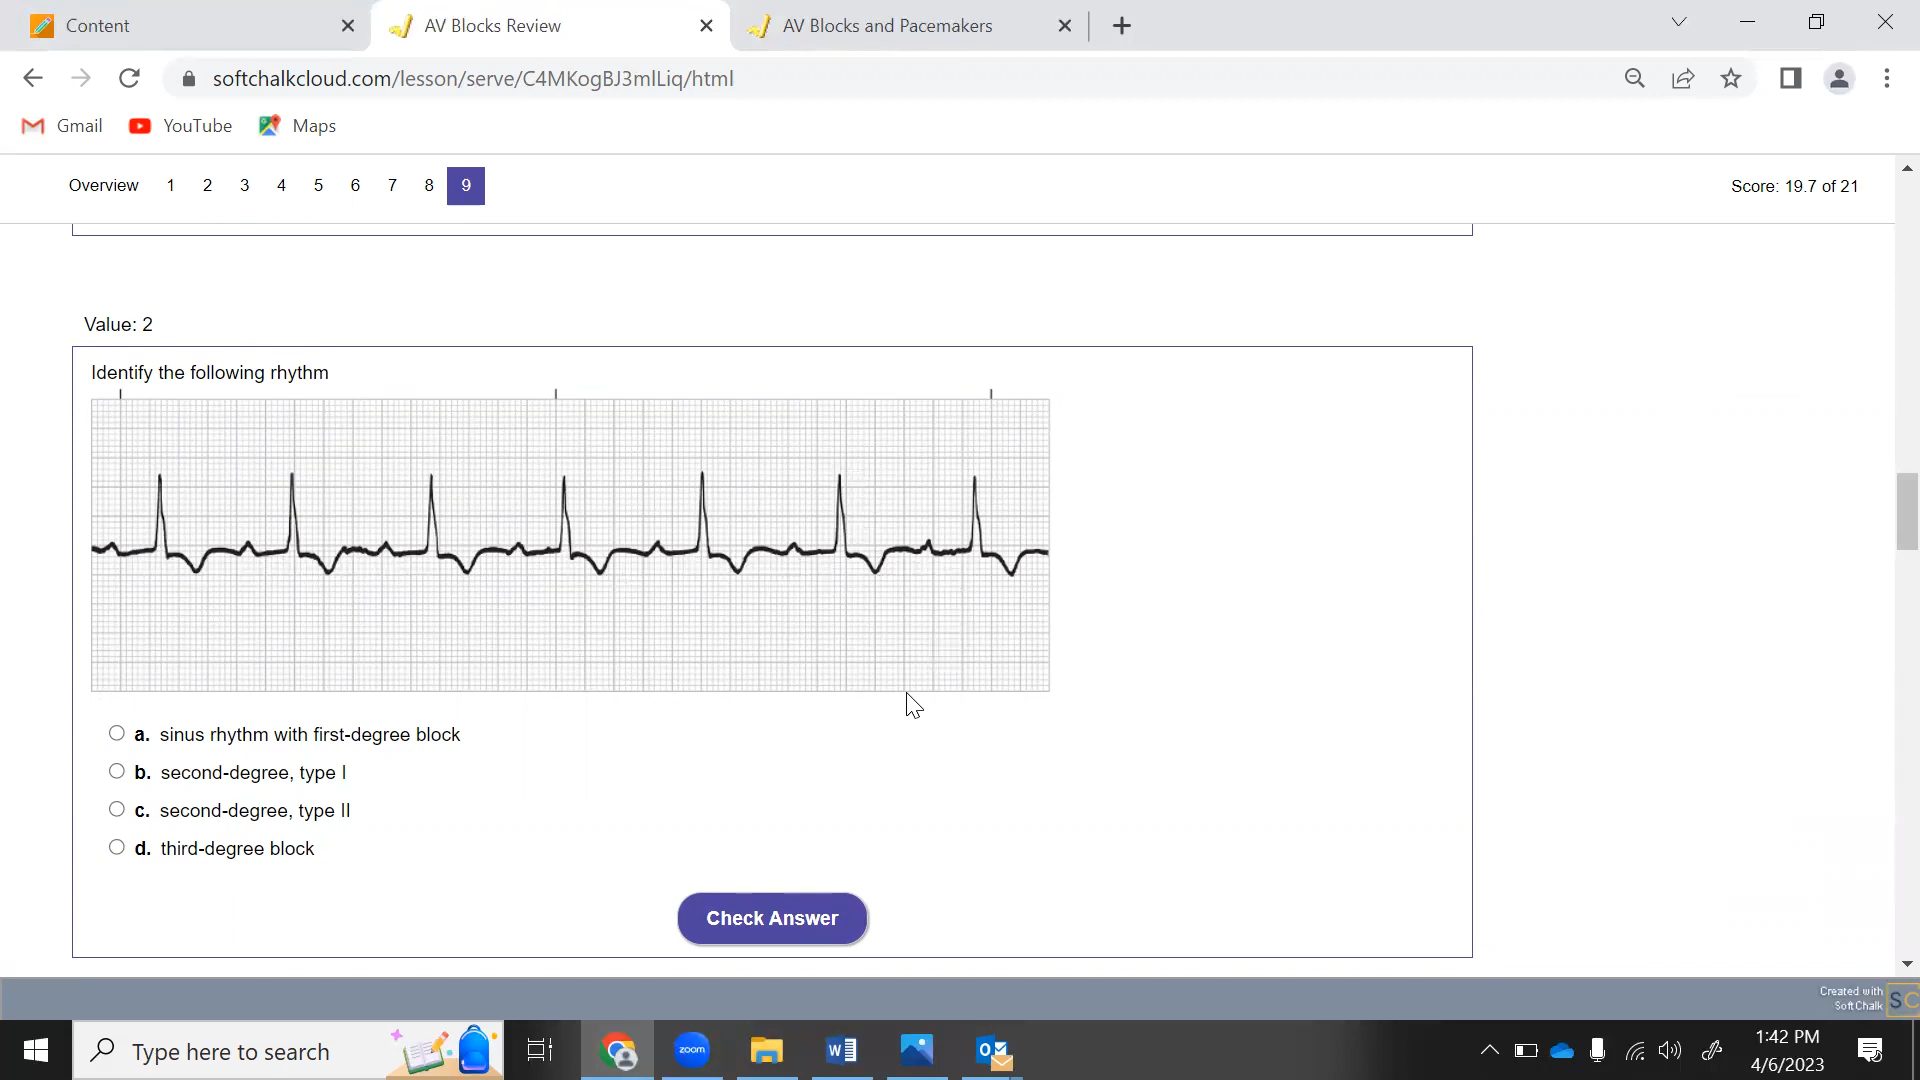 Content
AV Blocks Review
AV Blocks and Pacemakers
softchalkcloud.com/lesson/serve/C4MKogBJ3mlLiq/html
Gmail
YouTube
Maps
Overview 1 2 3 4 5 6 7 8 9
Score: 19.7 of 21
Value: 2
Identify the following rhythm
a. sinus rhythm with first-degree block
b. second-degree, type I
c. second-degree, type II
d. third-degree block
Check Answer
Created with
SoftChalk
SC
Type here to search
zoom
W
O
1:42 PM
4/6/2023